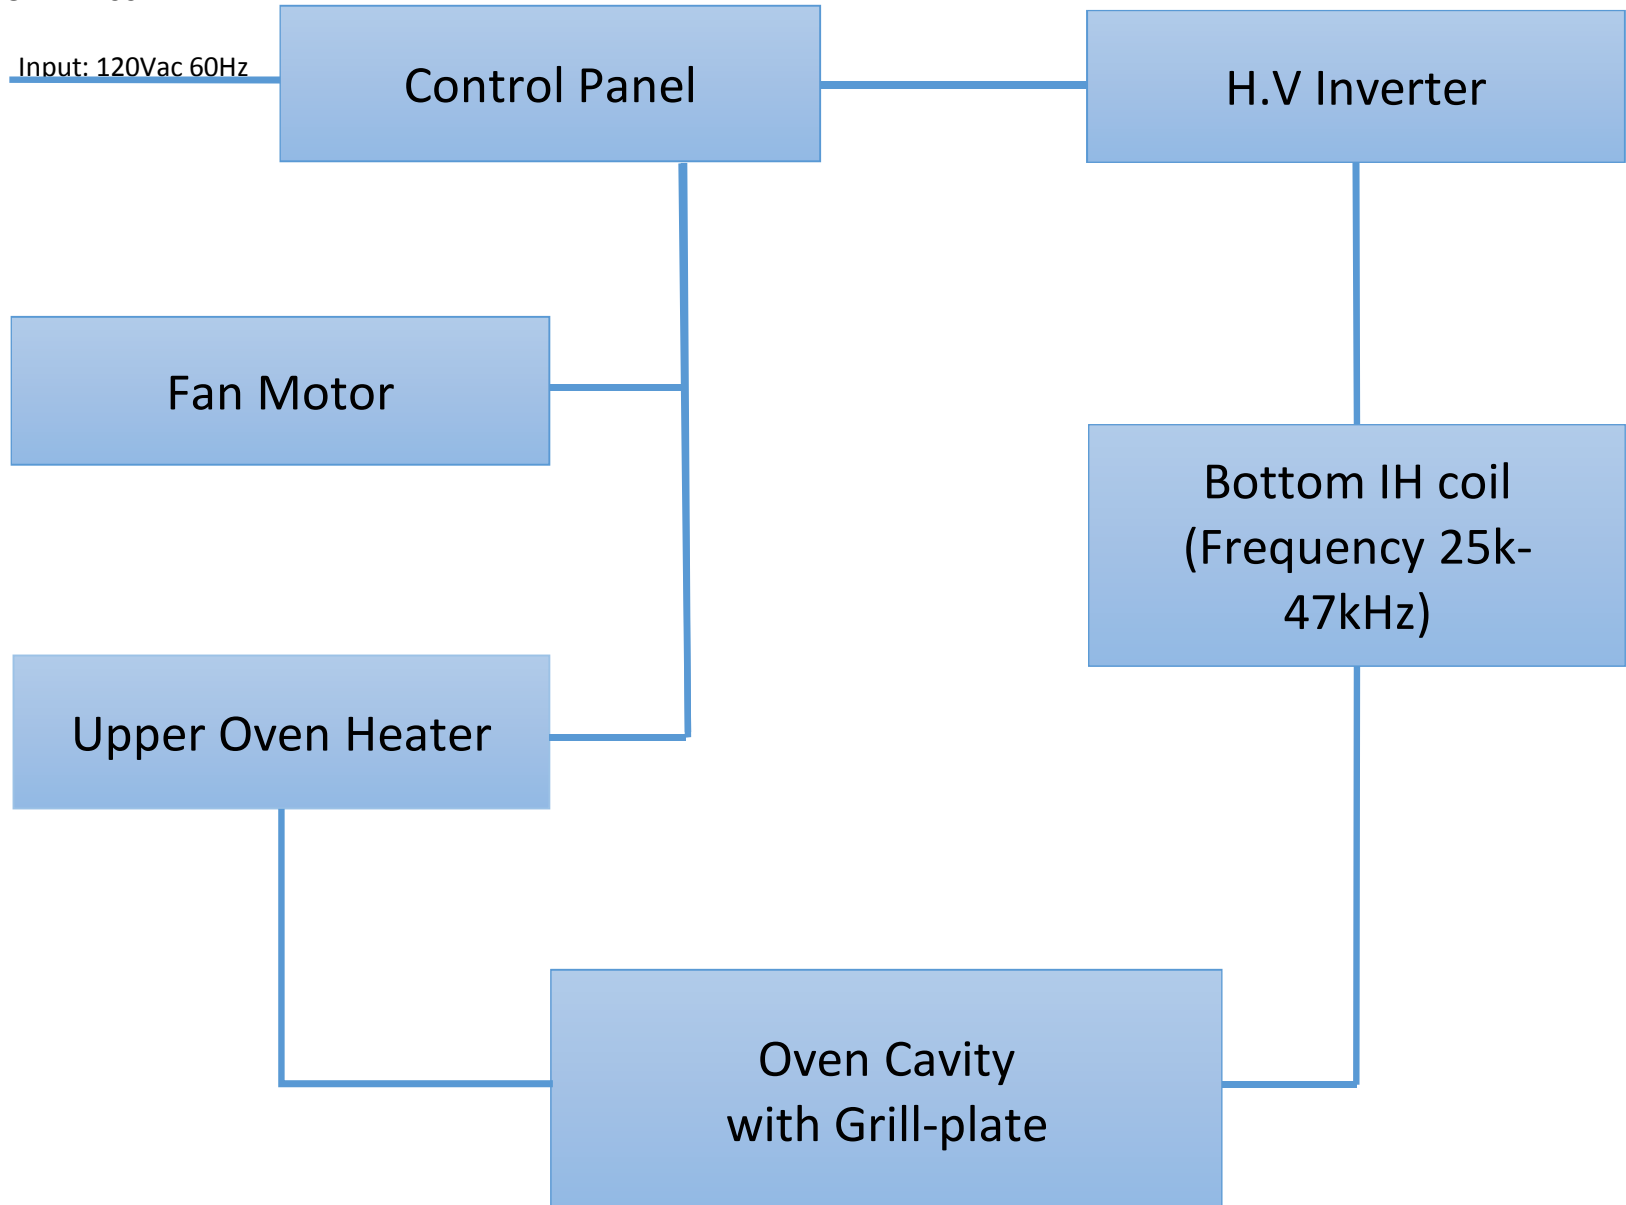 Input: 120Vac 60Hz
Control Panel
H.V Inverter
Fan Motor
Bottom IH coil
(Frequency 25k-
47kHz)
Upper Oven Heater
Oven Cavity
with Grill-plate